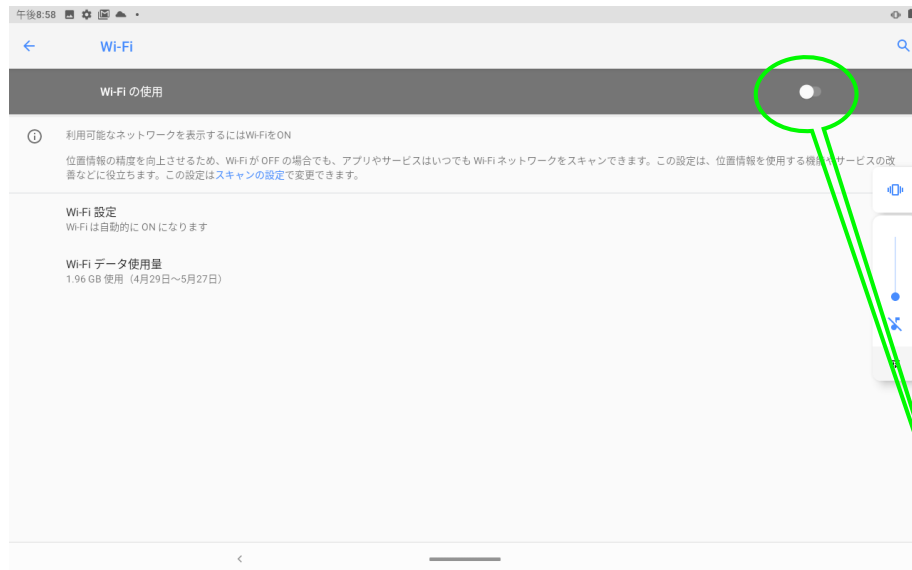 午後8:58
Wi-Fi
Wi-Fi の使用
利用可能なネットワークを表示するにはWi-FiをON
位置情報の精度を向上させるため、Wi-Fi が OFF の場合でも、アプリやサービスはいつでも Wi-Fi ネットワークをスキャンできます。この設定は、位置情報を使用する機能やサービスの改
善などに役立ちます。この設定はスキャンの設定で変更できます。
Wi-Fi 設定
Wi-Fi は自動的に ON になります
Wi-Fi データ使用量
1.96 GB 使用（4月29日～5月27日）